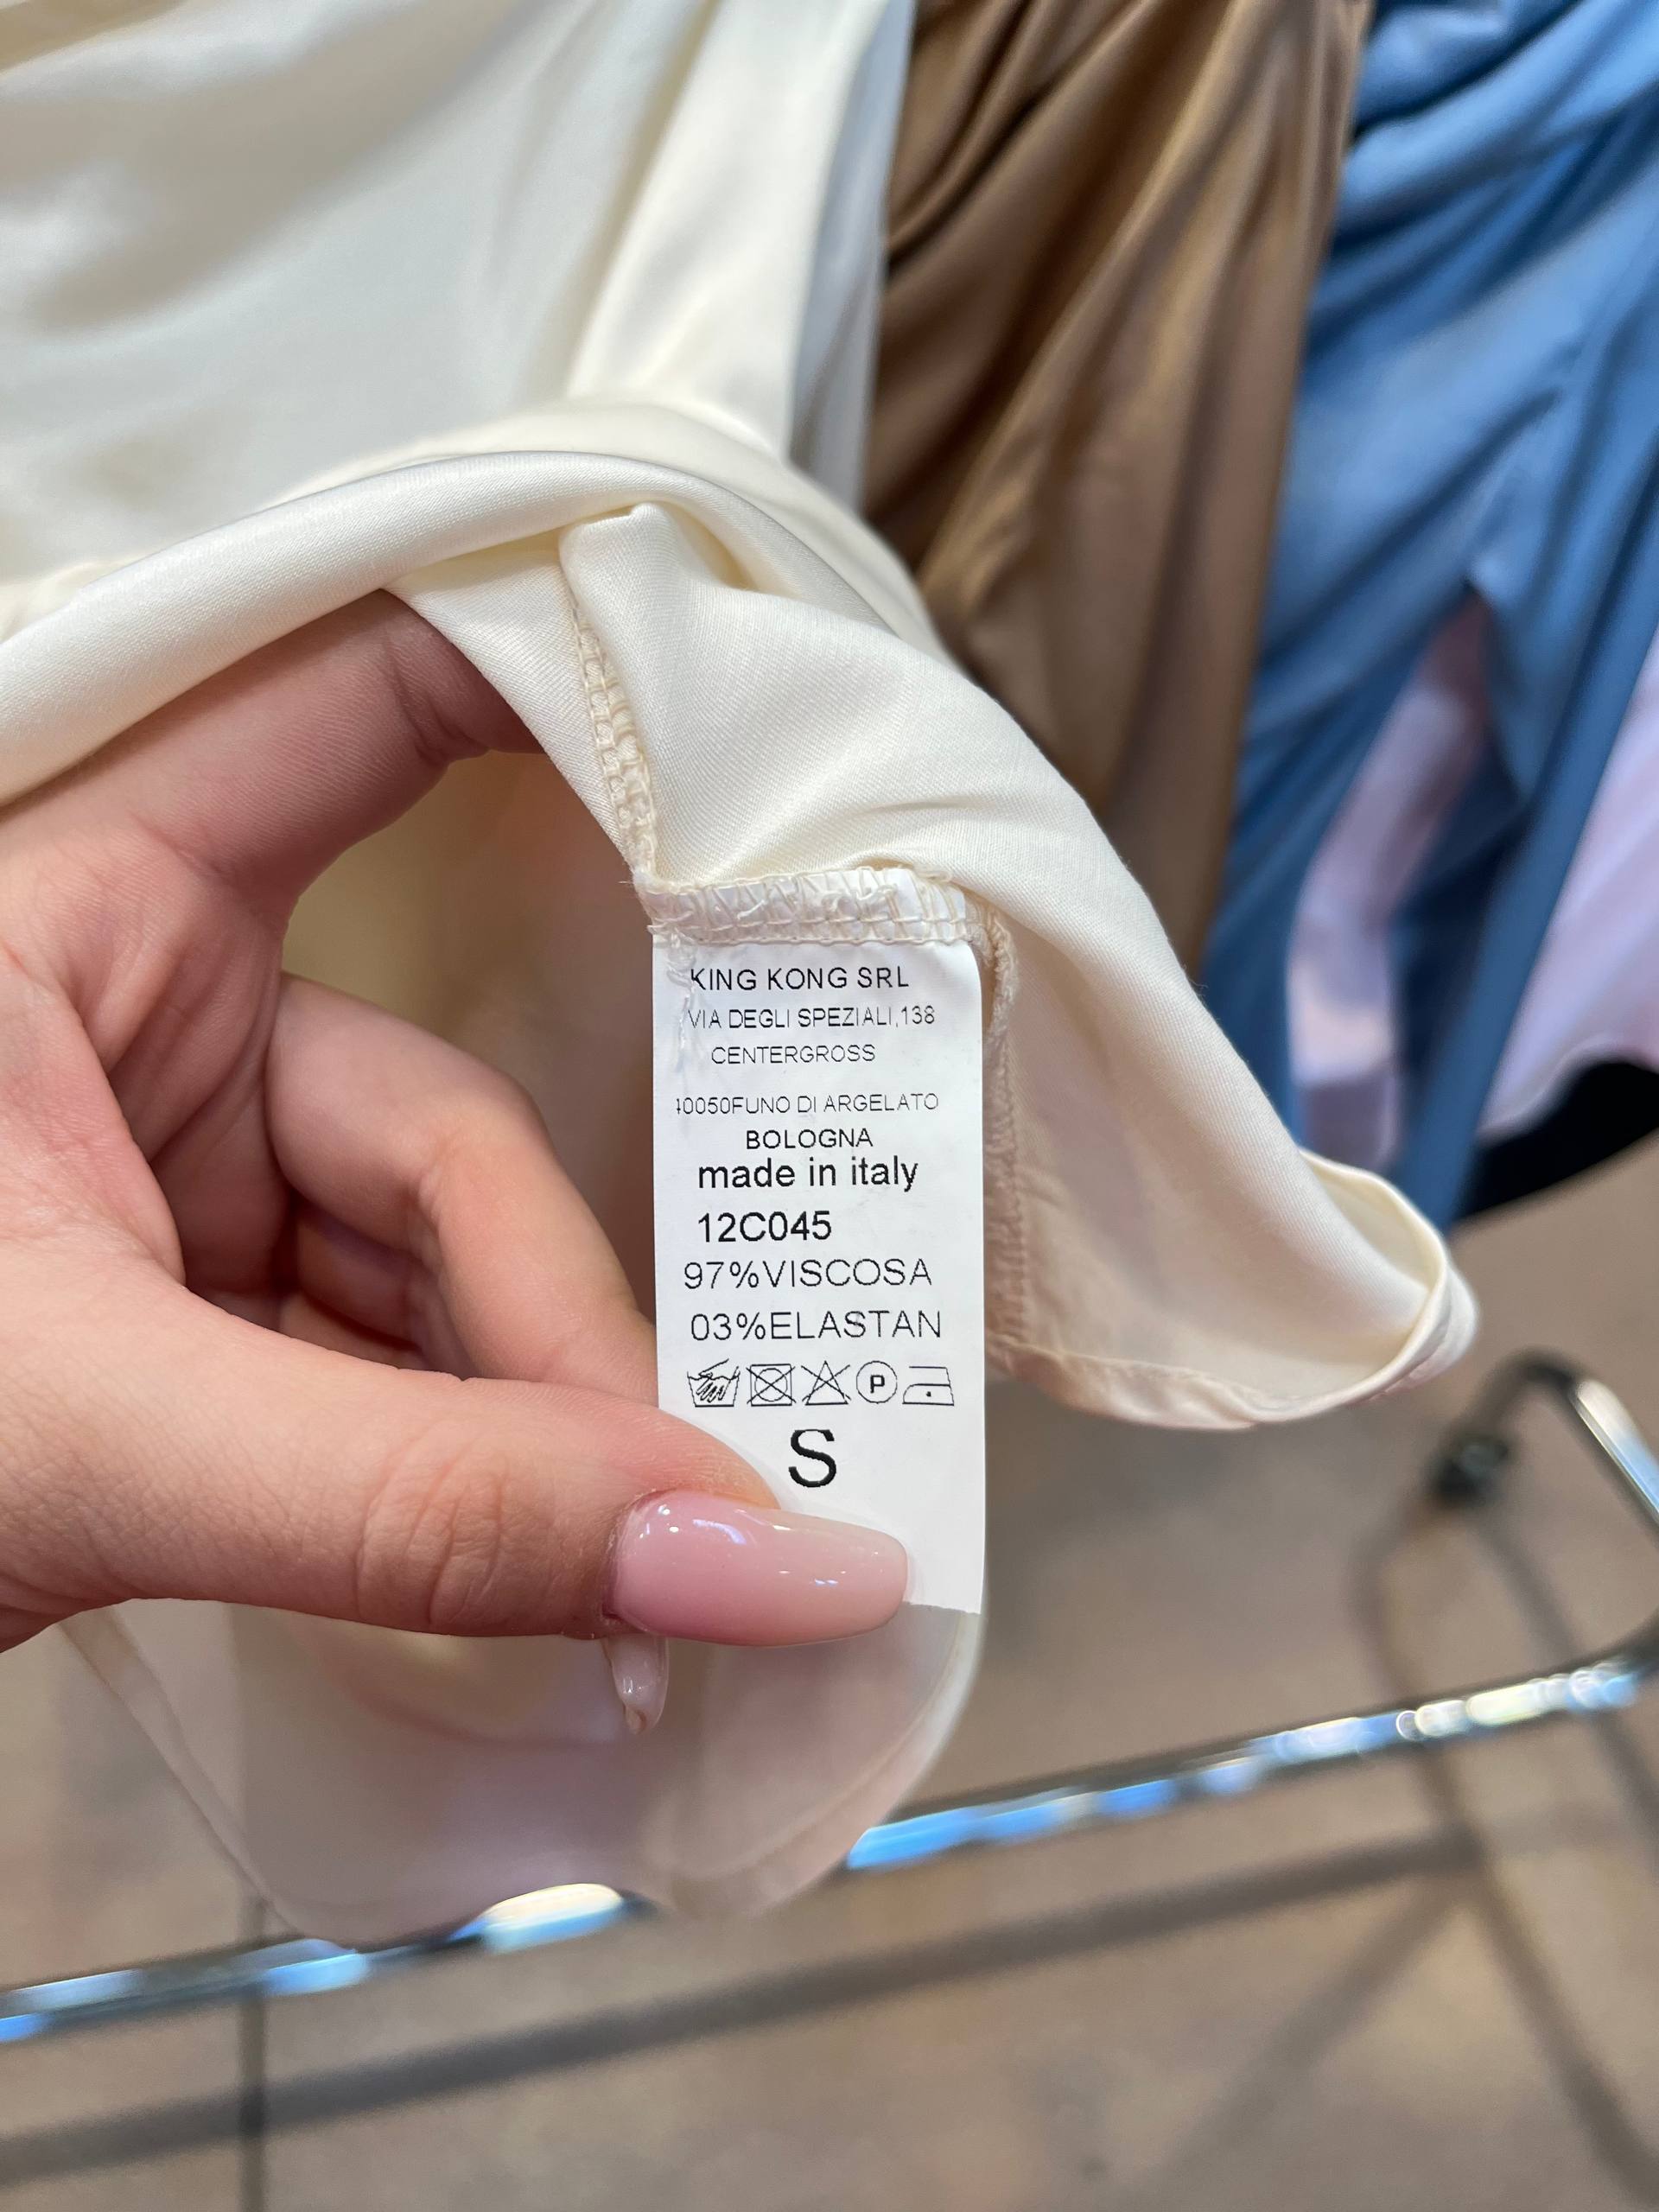 KING KONG SRL
VIA DEGLI SPEZIALI,138
CENTERGROSS
40050FUNO DI ARGELATO
BOLOGNA
made in italy
12C045
97%VISCOSA
03%ELASTAN
P
S